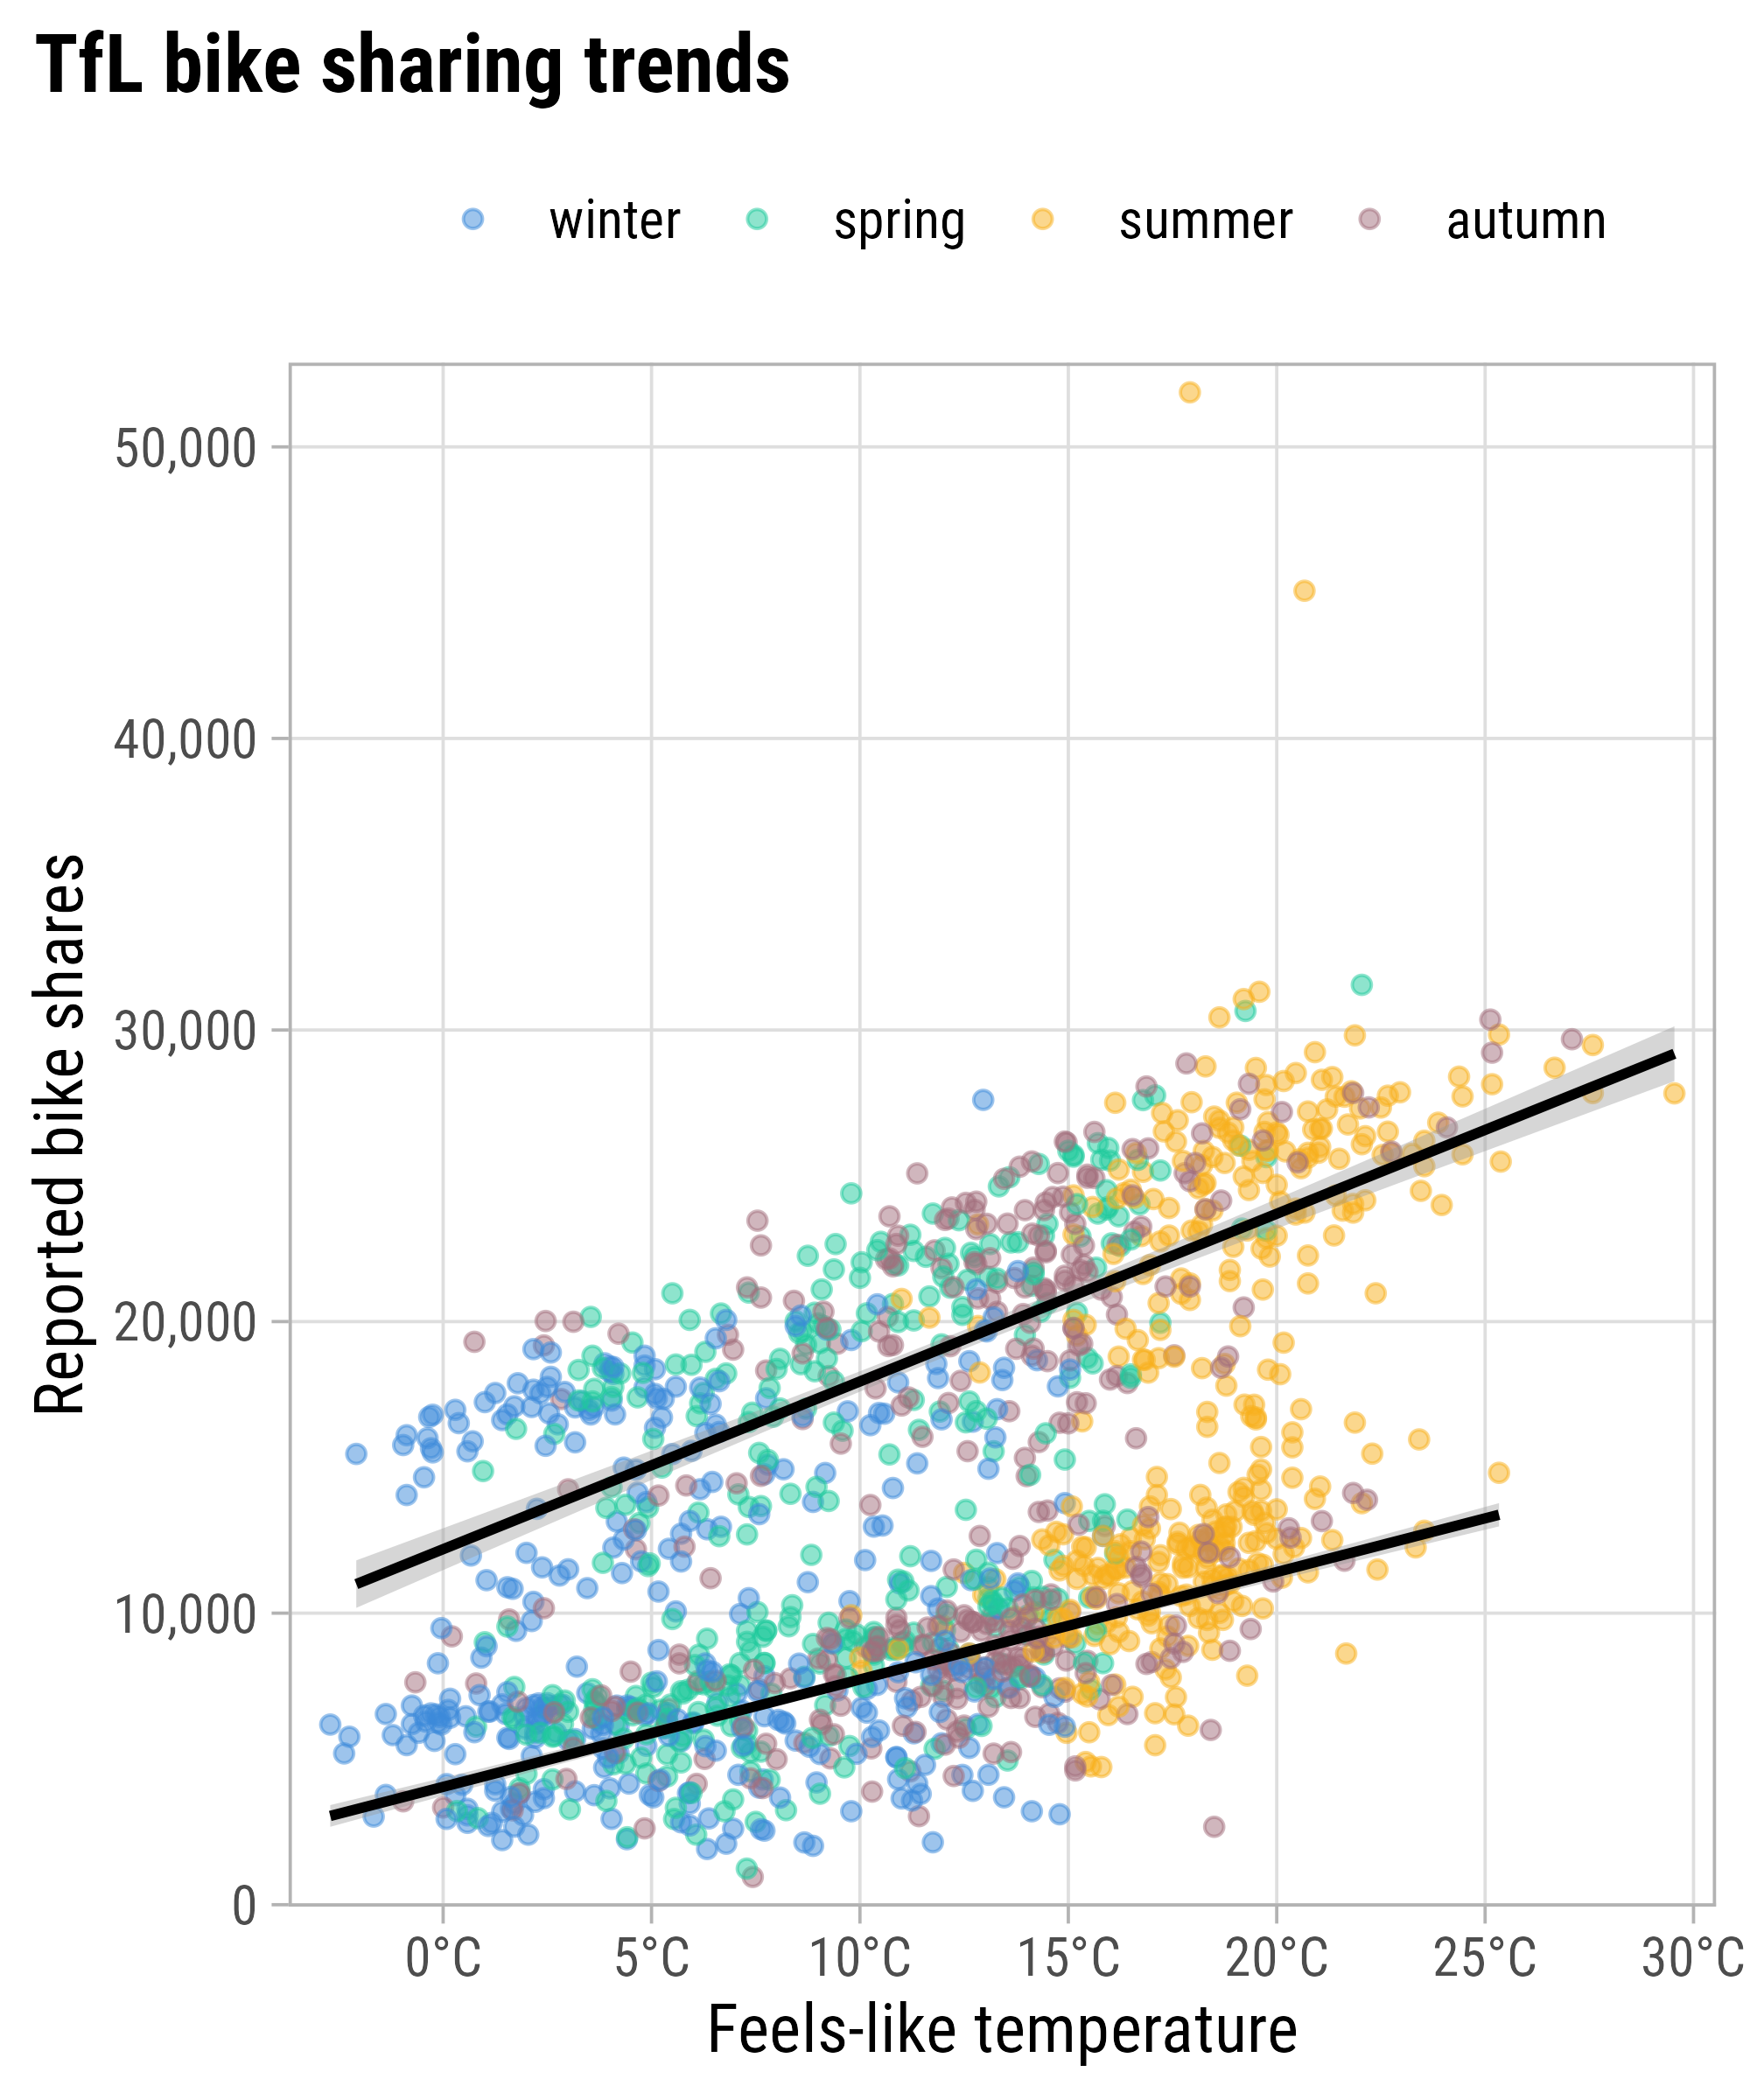 TfL bike sharing trends
winter spring summer autumn
Reported bike shares
50,000
40,000
30,000
20,000
10,000
0
0°C 5°C 10°C 15°C 20°C 25°C 30°C
Feels-like temperature